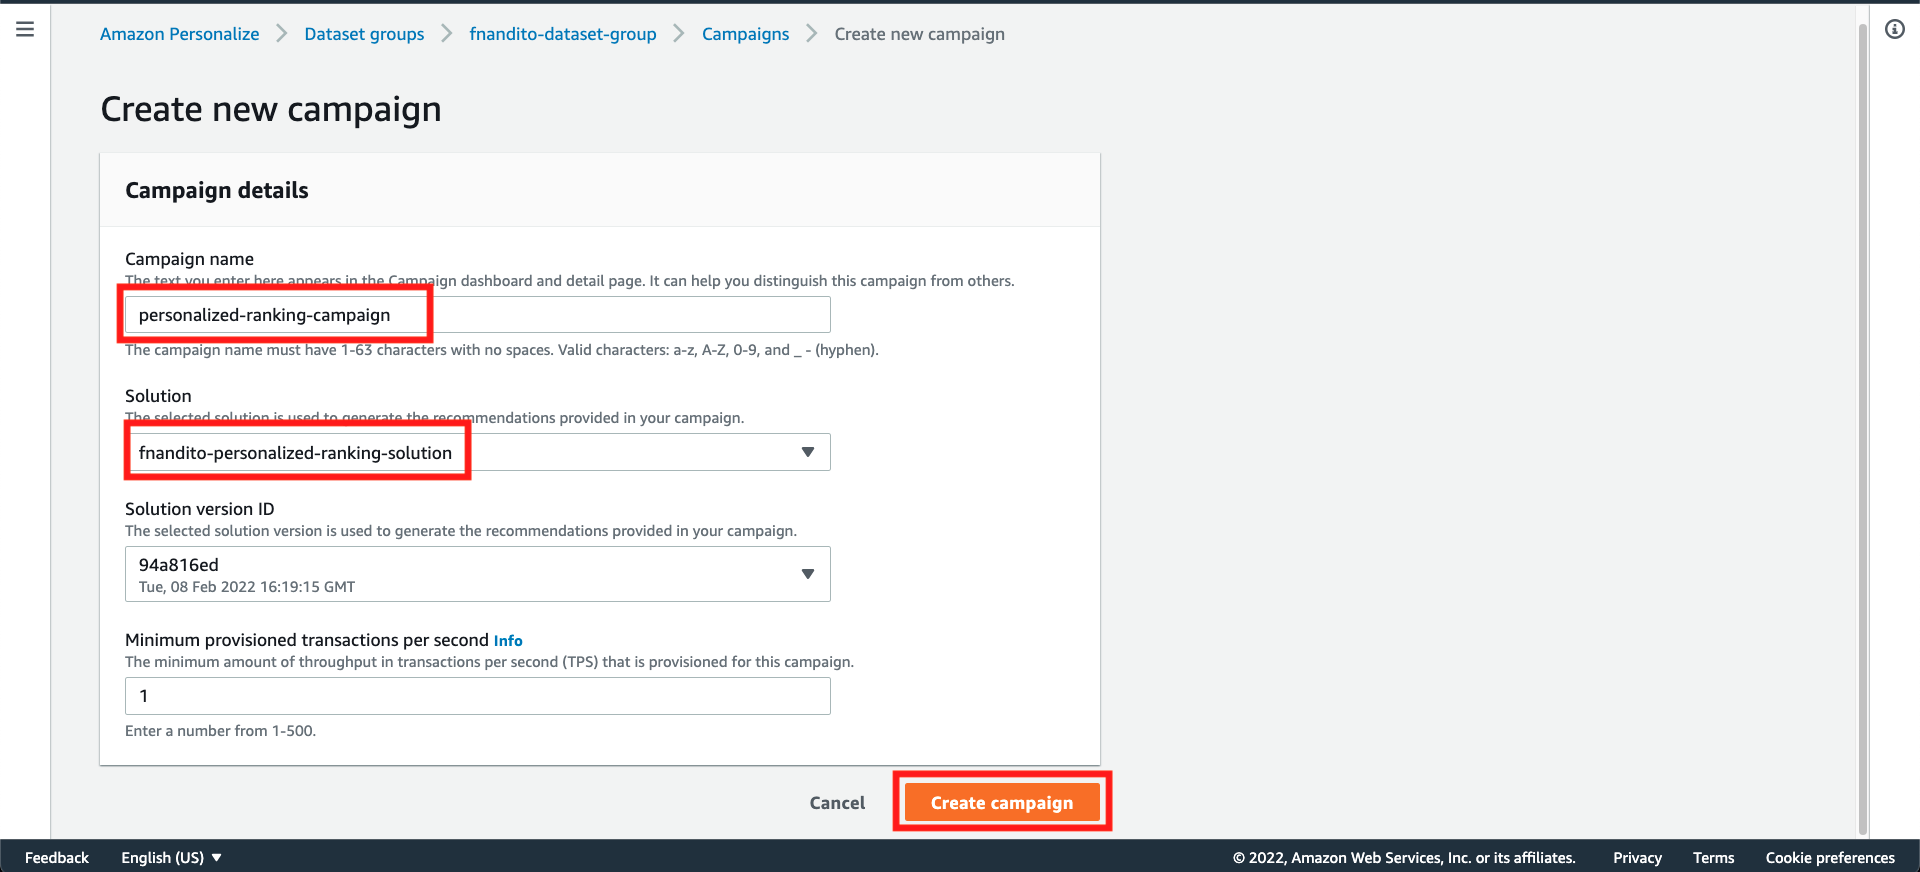 Amazon Personalize > Dataset groups > fnandito-dataset-group > Campaigns > Create new campaign
Create new campaign
Campaign details
Campaign name
The text you enter here appears in the Campaign dashboard and detail page. It can help you distinguish this campaign from others.
personalized-ranking-campaign
The campaign name must have 1-63 characters with no spaces. Valid characters: a-z, A-Z, 0-9, and _ - (hyphen).
Solution
The selected solution is used to generate the recommendations provided in your campaign.
fnandito-personalized-ranking-solution
Solution version ID
The selected solution version is used to generate the recommendations provided in your campaign.
94a816ed
Tue, 08 Feb 2022 16:19:15 GMT
Minimum provisioned transactions per second Info
The minimum amount of throughput in transactions per second (TPS) that is provisioned for this campaign.
1
Enter a number from 1-500.
Cancel Create campaign
Feedback English (US) © 2022, Amazon Web Services, Inc. or its affiliates. Privacy Terms Cookie preferences